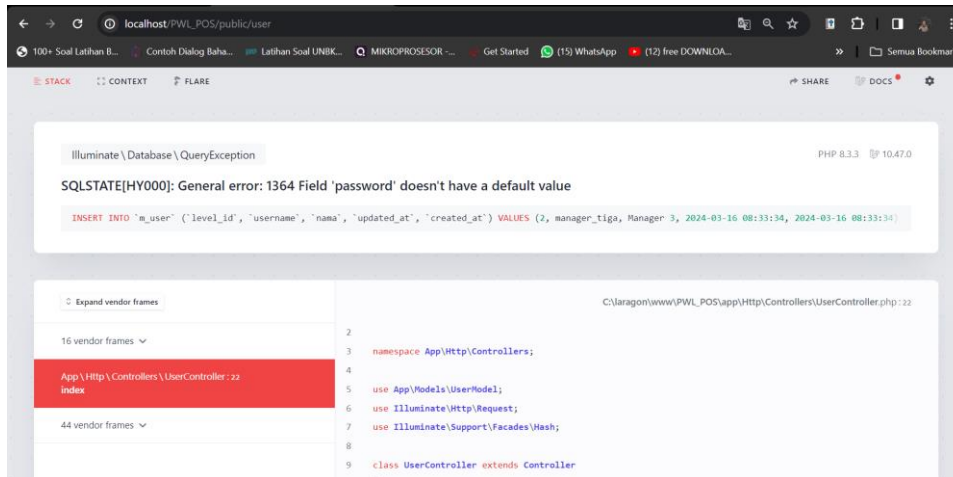 localhost/PWL_POS/public/user
100+ Soal Latihan B... Contoh Dialog Baha... Latihan Soal UNBK... MIKROPROSESOR -... Get Started (15) WhatsApp (12) free DOWNLOA... » Semua Bookmar
STACK CONTEXT FLARE SHARE DOCS
Illuminate\Database\QueryException PHP 8.3.3 10.47.0
SQLSTATE[HY000]: General error: 1364 Field 'password' doesn't have a default value
INSERT INTO `m_user` (`level_id`, `username`, `nama`, `updated_at`, `created_at`) VALUES (2, manager_tiga, Manager 3, 2024-03-16 08:33:34, 2024-03-16 08:33:34)
Expand vendor frames C:\laragon\www\PWL_POS\app\Http\Controllers\UserController.php:22
16 vendor frames
App\Http\Controllers\UserController:22
index
44 vendor frames
2
3 namespace App\Http\Controllers;
4
5 use App\Models\UserModel;
6 use Illuminate\Http\Request;
7 use Illuminate\Support\Facades\Hash;
8
9 class UserController extends Controller